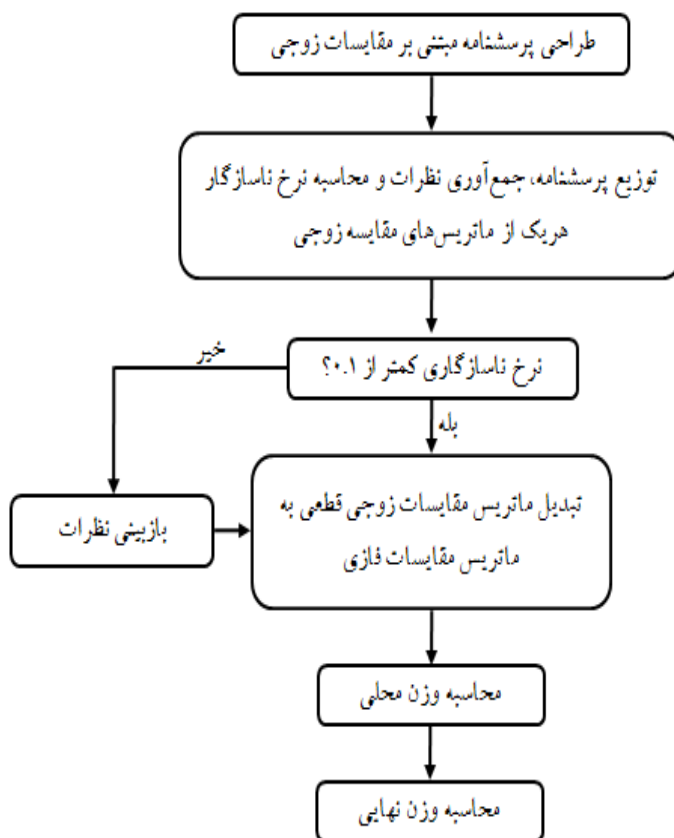 طراحی پرسشنامه مبتنی بر مقایسات زوجی
توزیع پرسشنامه، جمع‌آوری نظرات و محاسبه نرخ ناسازگار
هریک از ماتریس‌های مقایسه زوجی
نرخ ناسازگاری کمتر از ۰.۱؟
خیر
بله
تبدیل ماتریس مقایسات زوجی قطعی به
ماتریس مقایسات فازی
بازبینی نظرات
محاسبه وزن محلی
محاسبه وزن نهایی